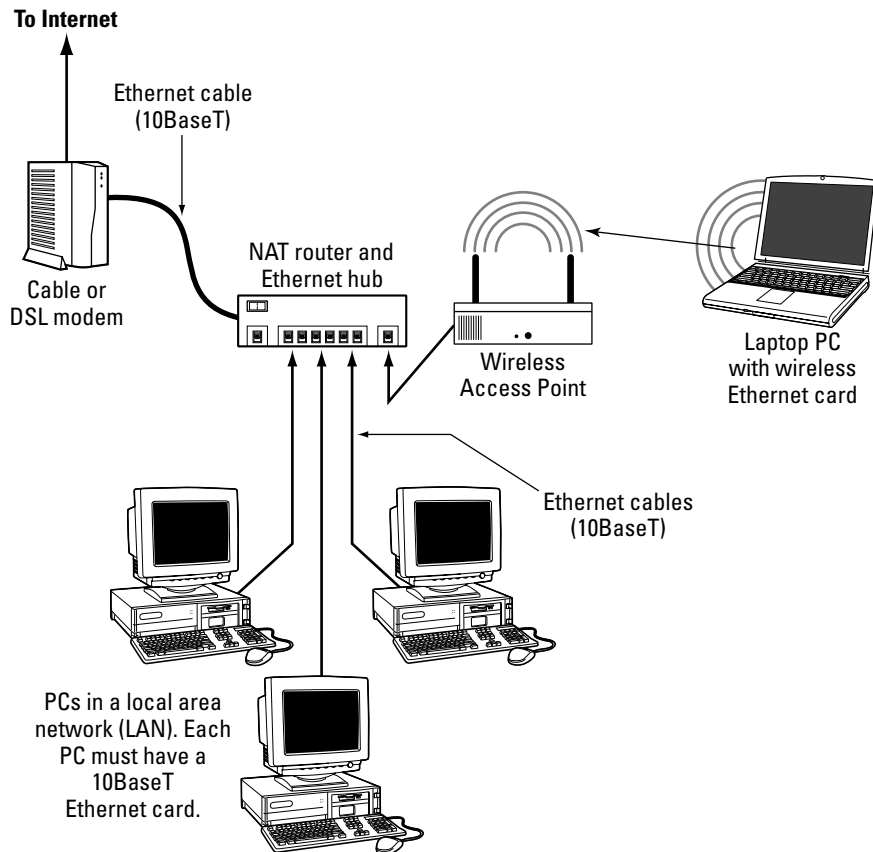 To Internet
Ethernet cable
(10BaseT)
NAT router and
Ethernet hub
Cable or
DSL modem
Wireless
Access Point
Laptop PC
with wireless
Ethernet card
Ethernet cables
(10BaseT)
PCs in a local area
network (LAN). Each
PC must have a
10BaseT
Ethernet card.